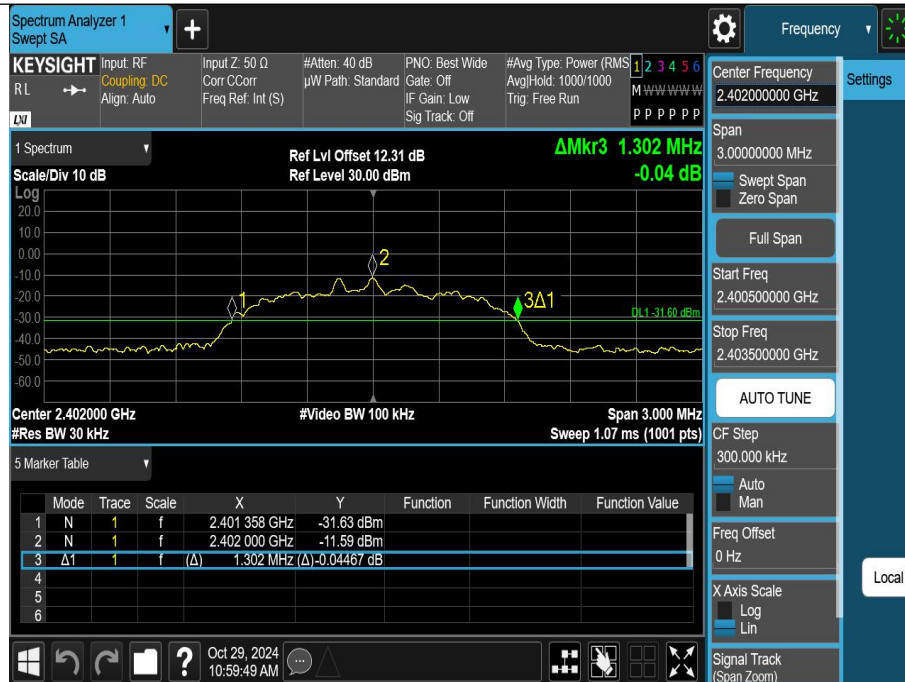 Spectrum Analyzer 1
Swept SA
Frequency
KEYSIGHT
RL
LXI
Input: RF
Coupling: DC
Align: Auto
Input Z: 50 Ω
Corr CCorr
Freq Ref: Int (S)
#Atten: 40 dB
µW Path: Standard
PNO: Best Wide
Gate: Off
IF Gain: Low
Sig Track: Off
#Avg Type: Power (RMS
Avg|Hold: 1000/1000
Trig: Free Run
1 2 3 4 5 6
M W W W W W
P P P P P P
1 Spectrum
Scale/Div 10 dB
Ref Lvl Offset 12.31 dB
Ref Level 30.00 dBm
ΔMkr3 1.302 MHz
-0.04 dB
Log
20.0
10.0
0.00
-10.0
-20.0
-30.0
-40.0
-50.0
-60.0
1
2
3Δ1
DL1 -31.60 dBm
Center 2.402000 GHz
#Video BW 100 kHz
Span 3.000 MHz
#Res BW 30 kHz
Sweep 1.07 ms (1001 pts)
5 Marker Table
Mode Trace Scale X Y Function Function Width Function Value
1 N 1 f 2.401 358 GHz -31.63 dBm
2 N 1 f 2.402 000 GHz -11.59 dBm
3 Δ1 1 f (Δ) 1.302 MHz (Δ) -0.04467 dB
4
5
6
?
Oct 29, 2024
10:59:49 AM
Center Frequency
2.402000000 GHz
Settings
Span
3.00000000 MHz
Swept Span
Zero Span
Full Span
Start Freq
2.400500000 GHz
Stop Freq
2.403500000 GHz
AUTO TUNE
CF Step
300.000 kHz
Auto
Man
Freq Offset
0 Hz
Local
X Axis Scale
Log
Lin
Signal Track
(Span Zoom)